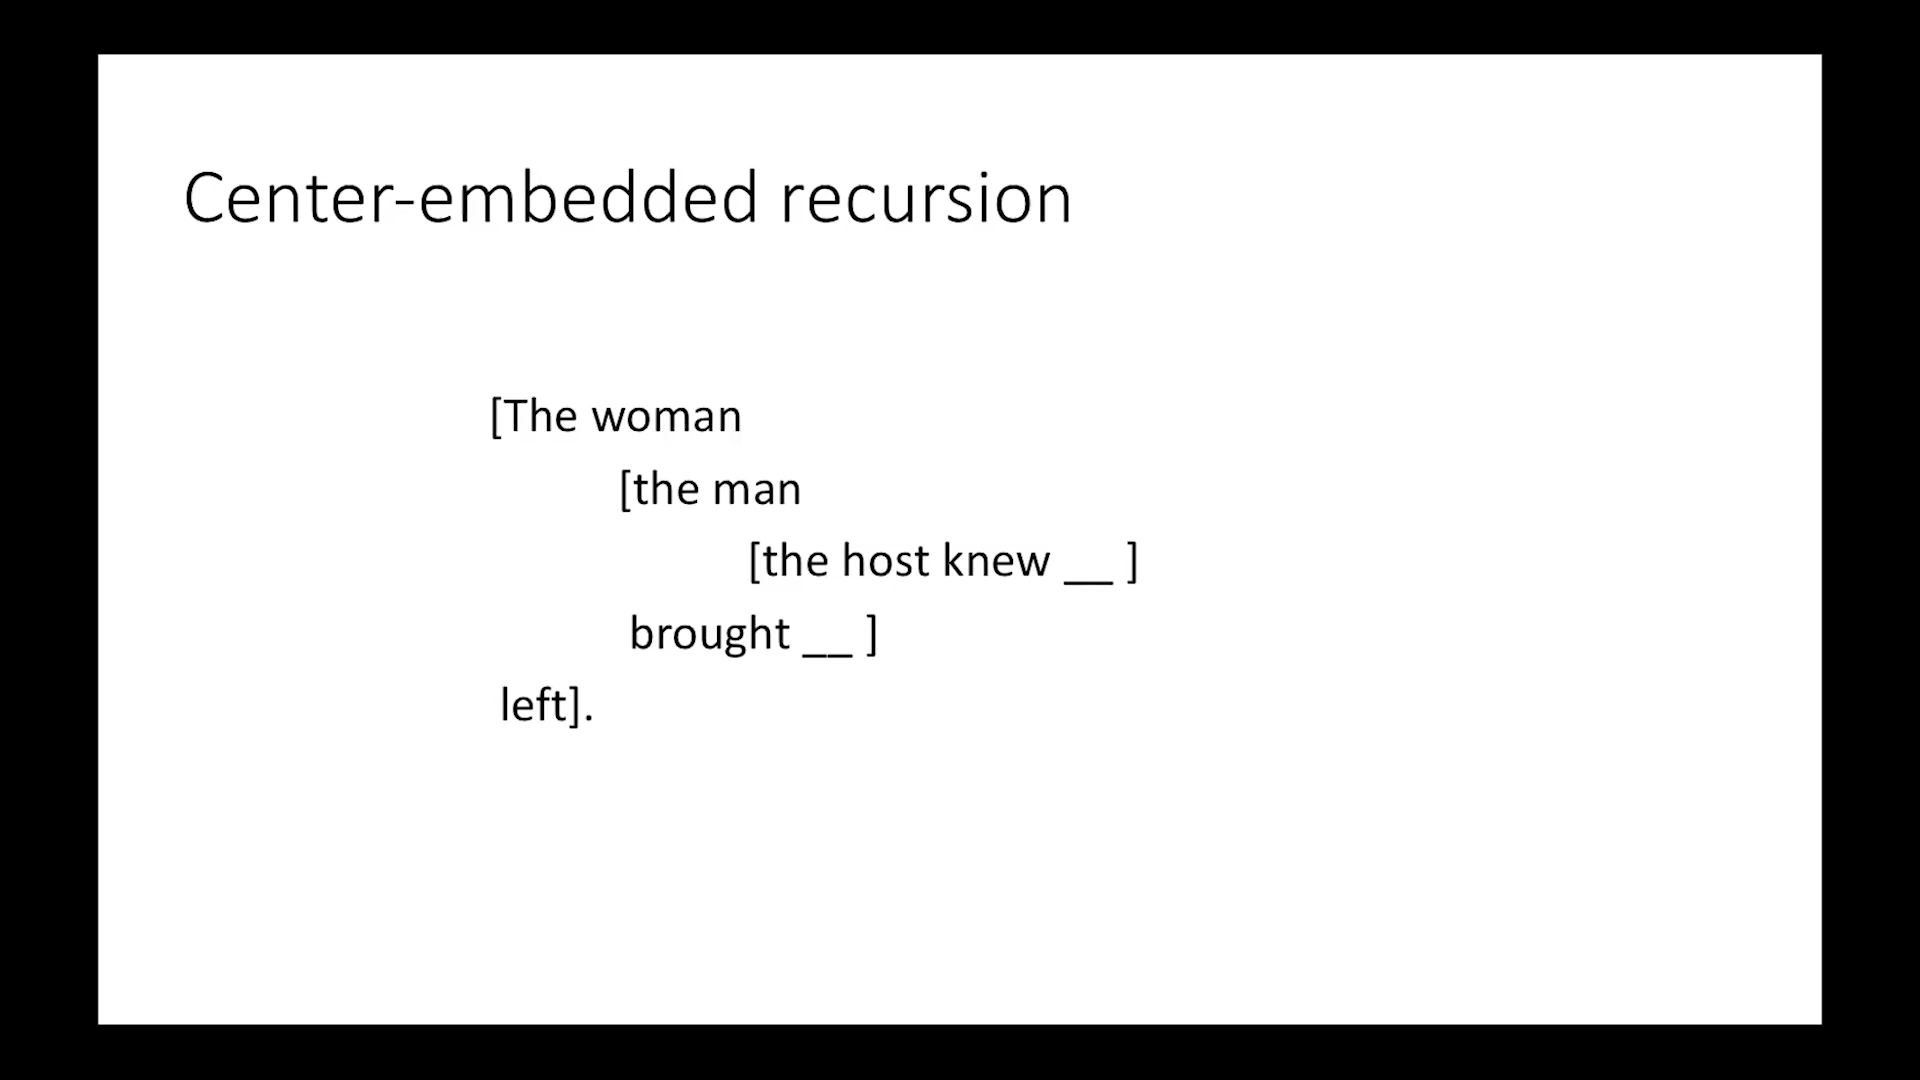 Center-embedded recursion
[The woman
[the man
[the host knew __ ]
brought __ ]
left].